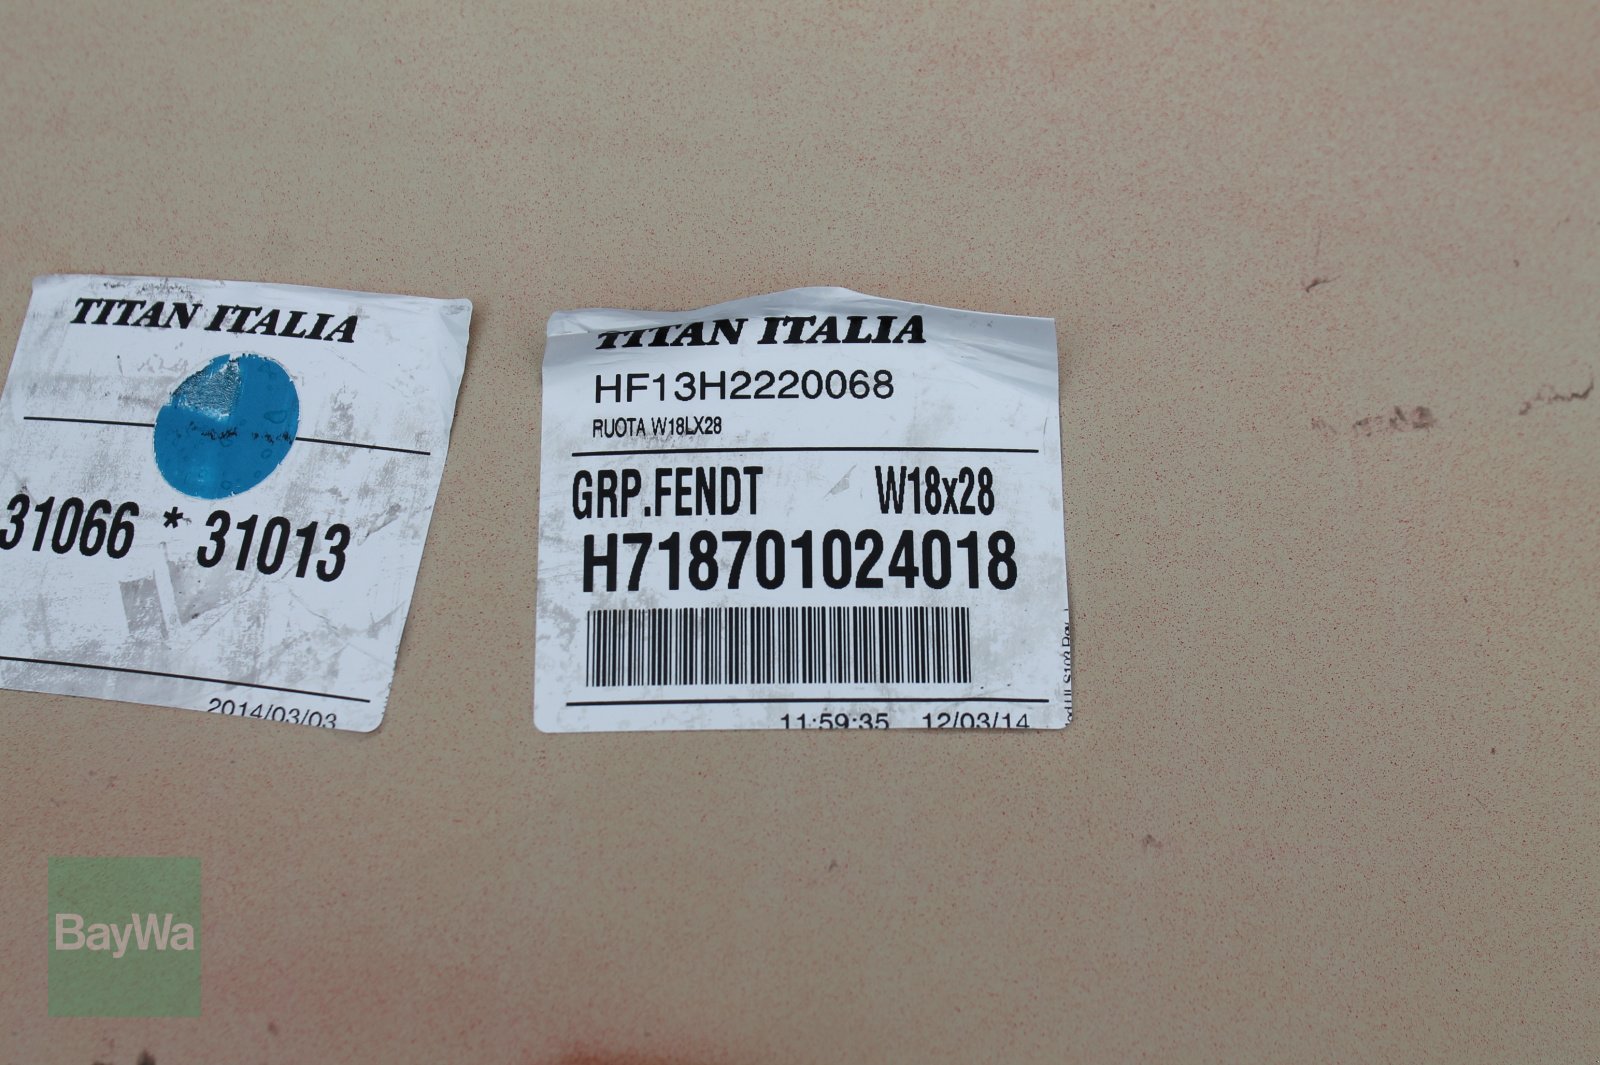 TITAN ITALIA
31066 * 31013
2014/03/03
TITAN ITALIA
HF13H2220068
RUOTA W18LX28
GRP.FENDT W18x28
H718701024018
11:59:35 12/03/14
BayWa